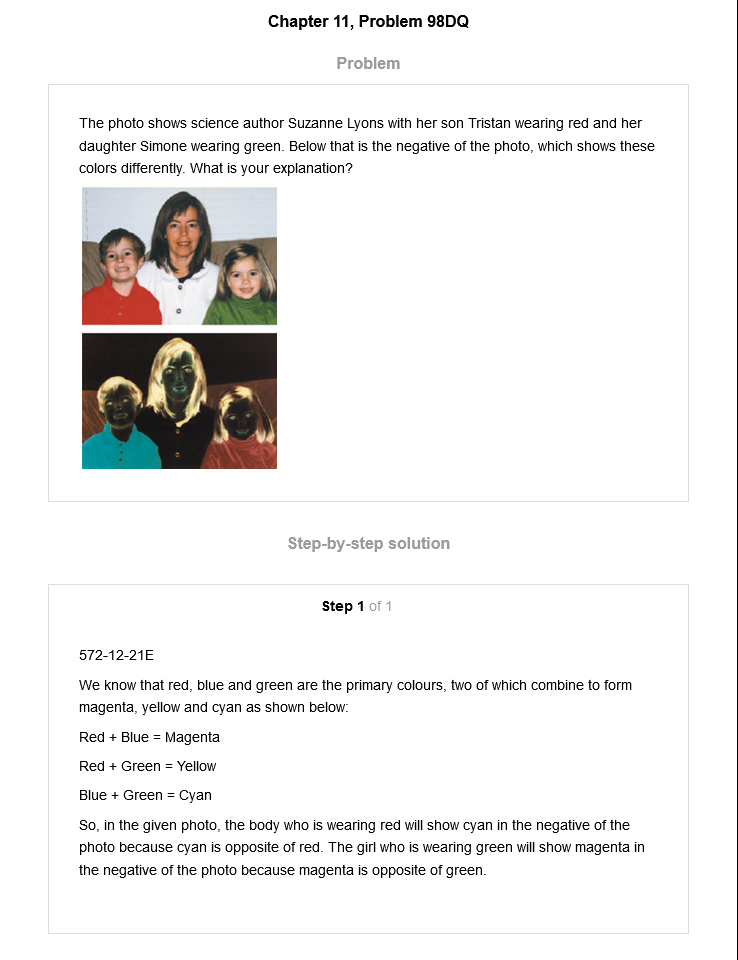 Chapter 11, Problem 98DQ
Problem
The photo shows science author Suzanne Lyons with her son Tristan wearing red and her
daughter Simone wearing green. Below that is the negative of the photo, which shows these
colors differently. What is your explanation?
Step-by-step solution
Step 1 of 1
572-12-21E
We know that red, blue and green are the primary colours, two of which combine to form
magenta, yellow and cyan as shown below:
Red + Blue = Magenta
Red + Green = Yellow
Blue + Green = Cyan
So, in the given photo, the body who is wearing red will show cyan in the negative of the
photo because cyan is opposite of red. The girl who is wearing green will show magenta in
the negative of the photo because magenta is opposite of green.